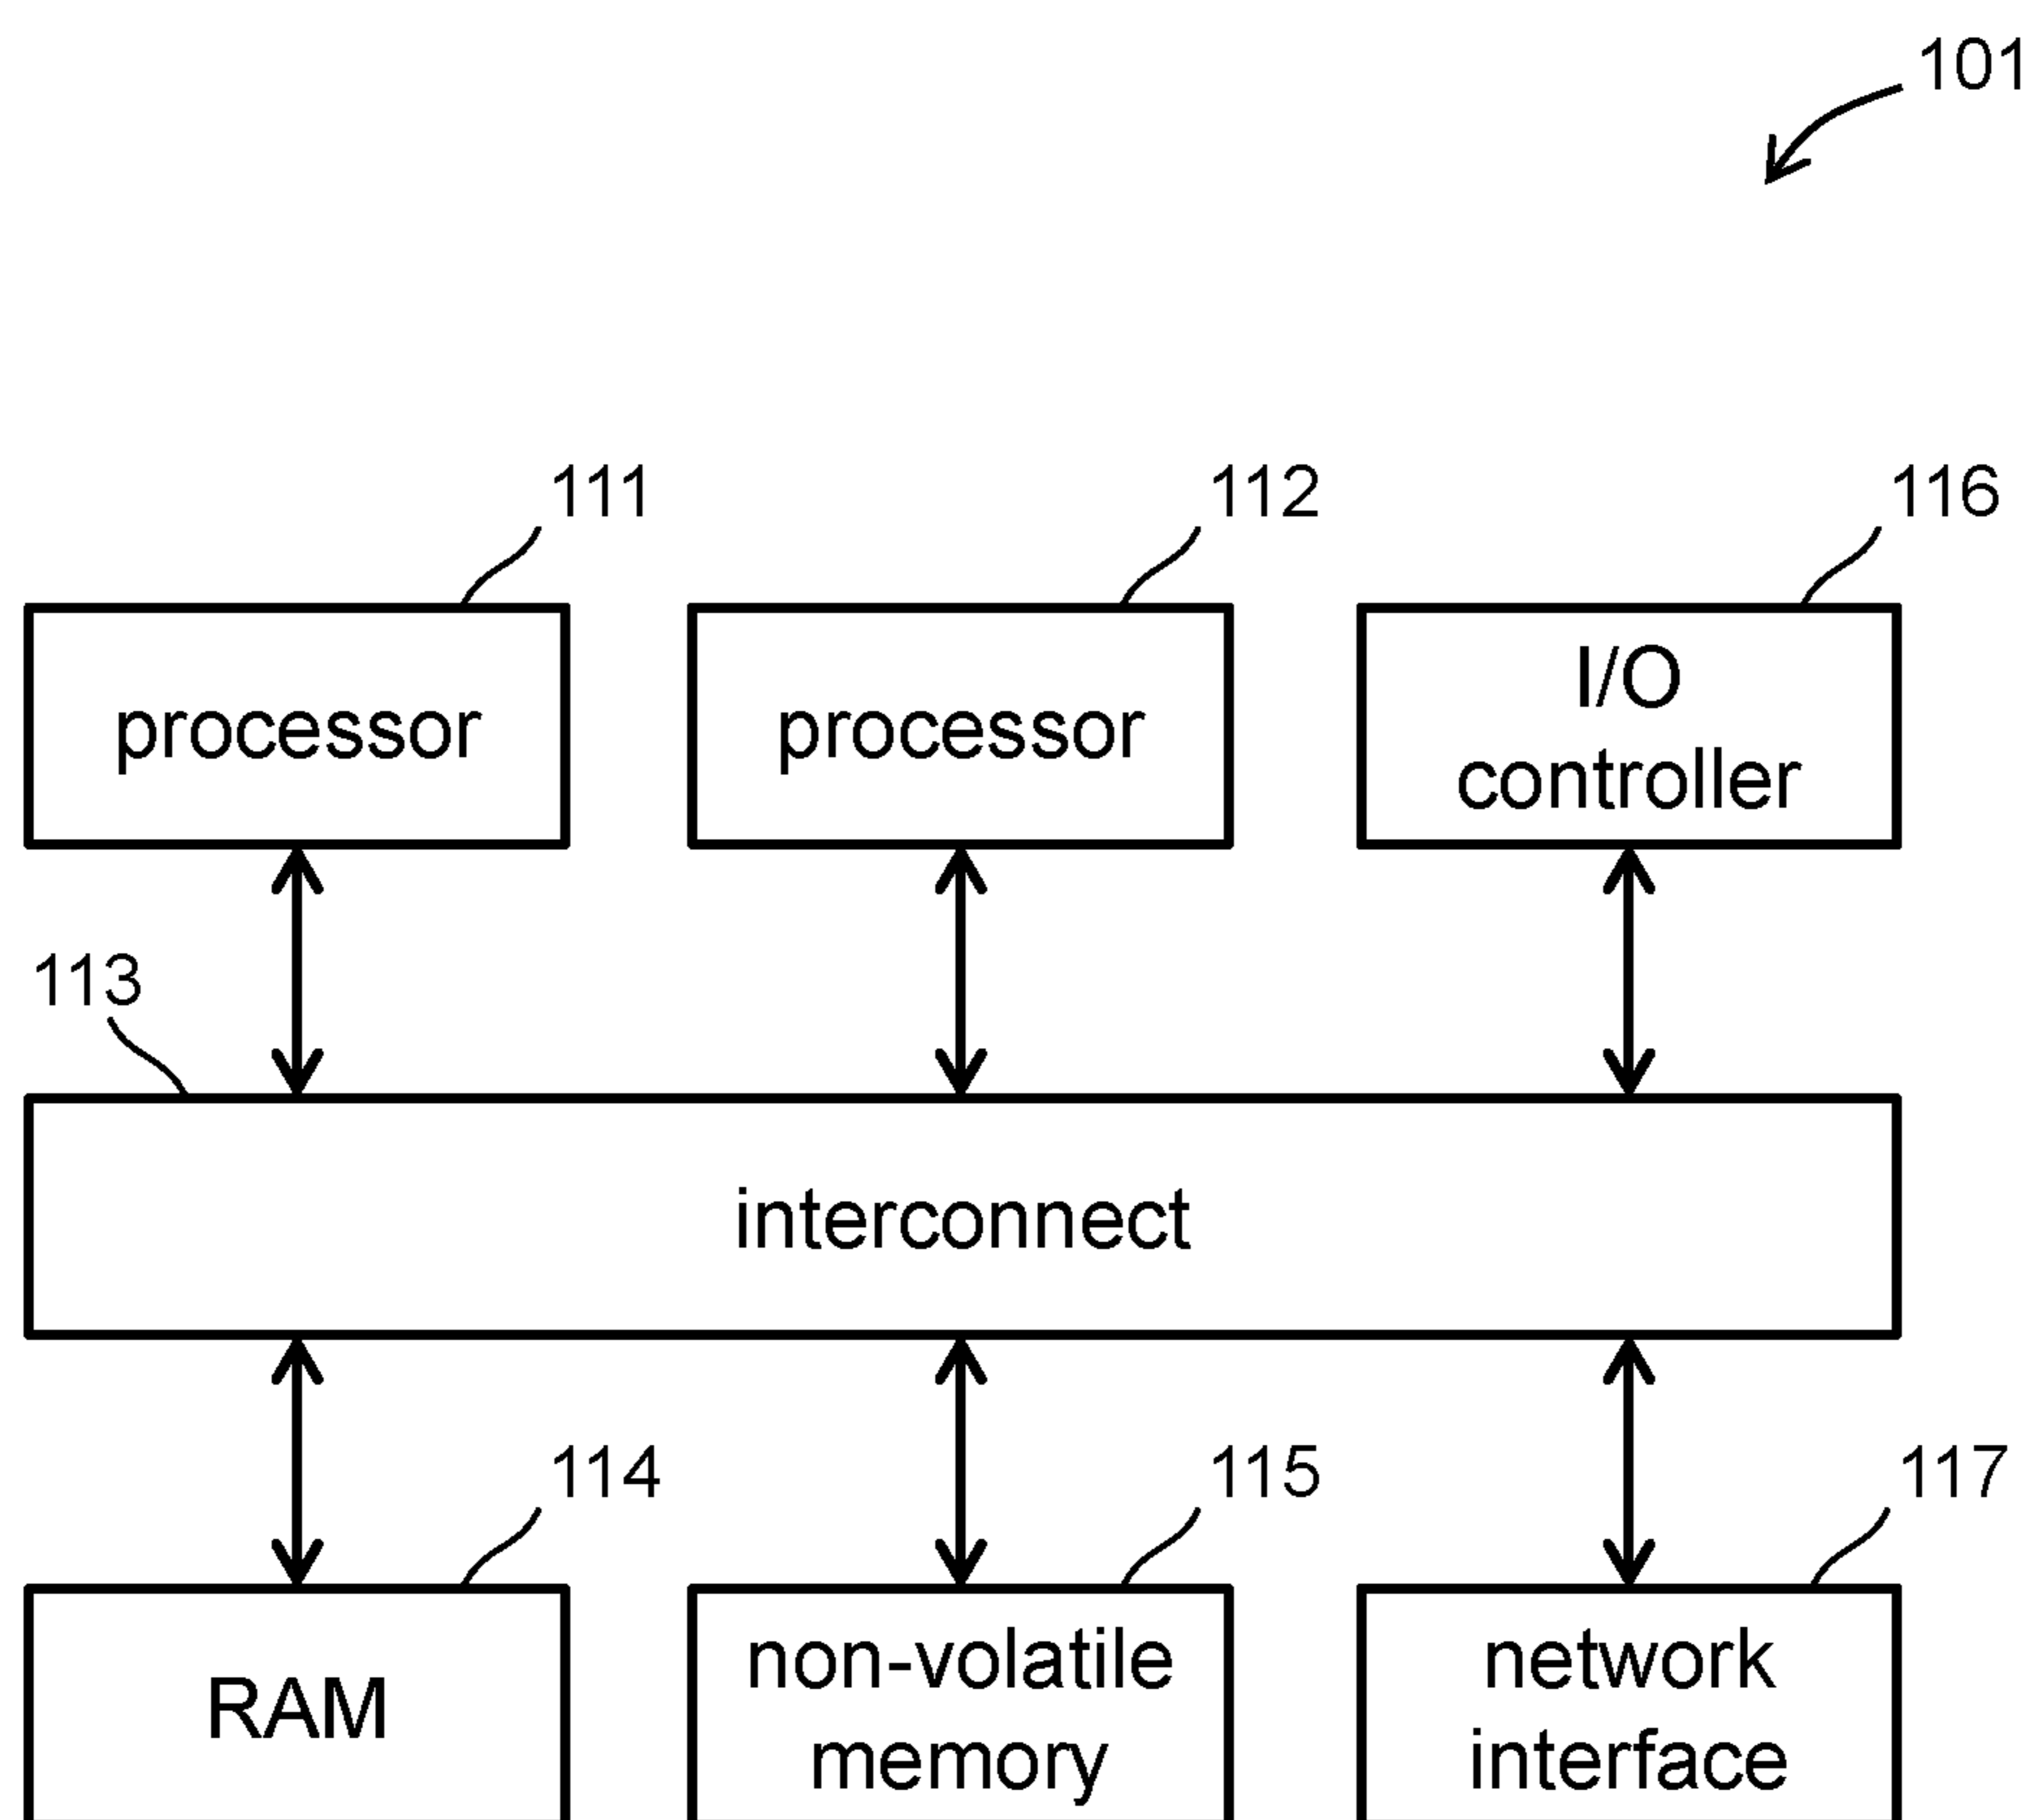 101
111
112
116
processor
processor
I/O
controller
113
interconnect
114
115
117
RAM
non-volatile
memory
network
interface